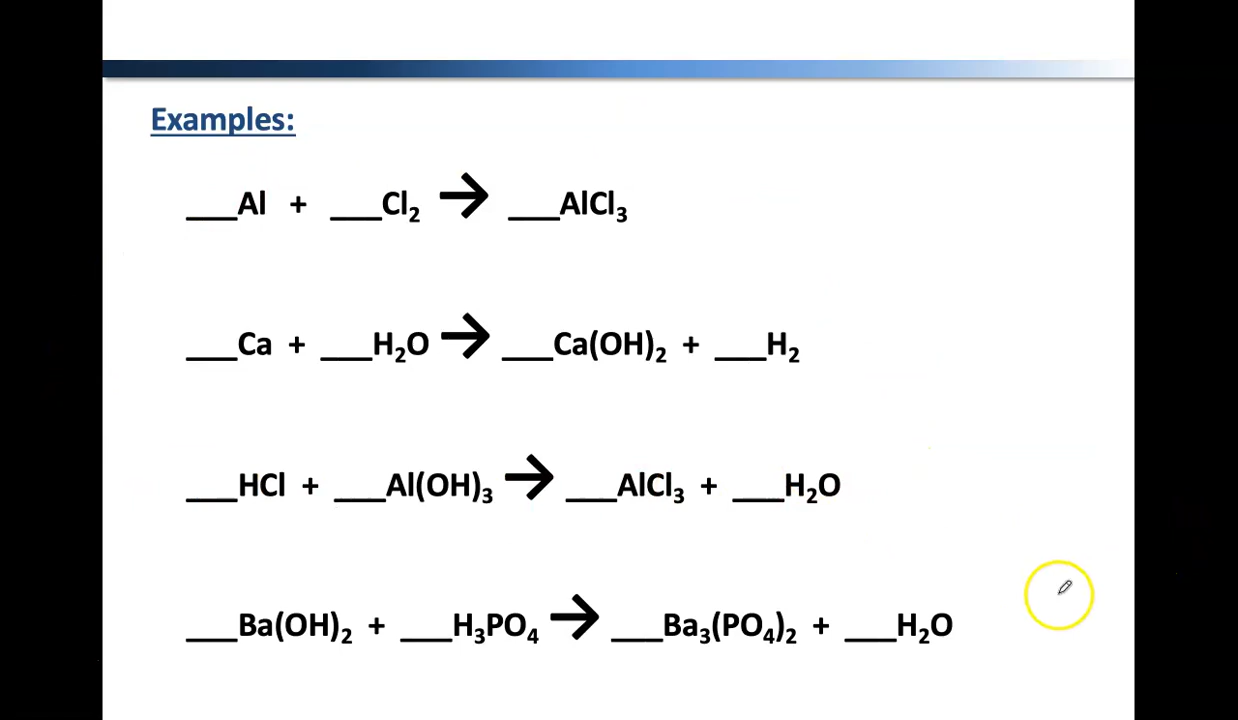 Examples:
___Al + ___Cl₂ → ___AlCl₃
___Ca + ___H₂O → ___Ca(OH)₂ + ___H₂
___HCl + ___Al(OH)₃ → ___AlCl₃ + ___H₂O
___Ba(OH)₂ + ___H₃PO₄ → ___Ba₃(PO₄)₂ + ___H₂O